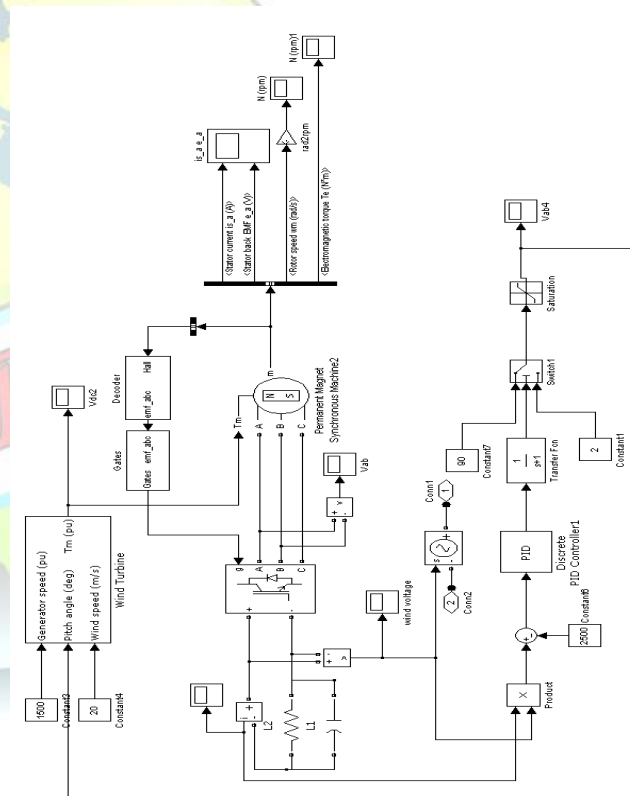 N (rpm)1
N (rpm)
is_a e_a
rad2rpm
<Stator current is_a (A)>
<Stator back EMF e_a (V)>
<Rotor speed wm (rad/s)>
<Electromagnetic torque Te (N*m)>
Vab4
Saturation
Switch1
90
Constant7
2
Constant1
1
s+1
Transfer Fcn
PID
Discrete
PID Controller1
2500
Constant6
X
Product
Decoder
emf_abc Hall
Gates
Gates emf_abc
Vdc2
m
N
S
Tm
A
B
C
Permanent Magnet
Synchronous Machine2
Vab
+
-
v
Conn1
1
Conn2
2
s
+
-
g
A
B
C
+
-
wind voltage
+
-
v
Generator speed (pu)
Pitch angle (deg) Tm (pu)
Wind speed (m/s)
Wind Turbine
1500
Constant3
20
Constant4
i
+
-
L2
L1